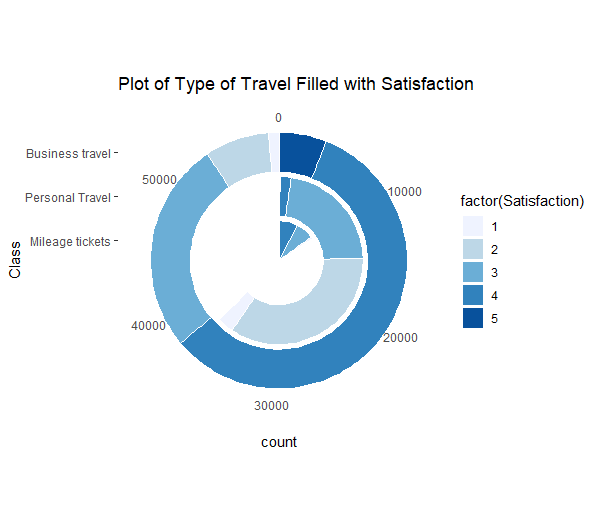 Plot of Type of Travel Filled with Satisfaction
0
Business travel
50000
Personal Travel
10000
Mileage tickets
Class
40000
20000
30000
count
factor(Satisfaction)
1
2
3
4
5